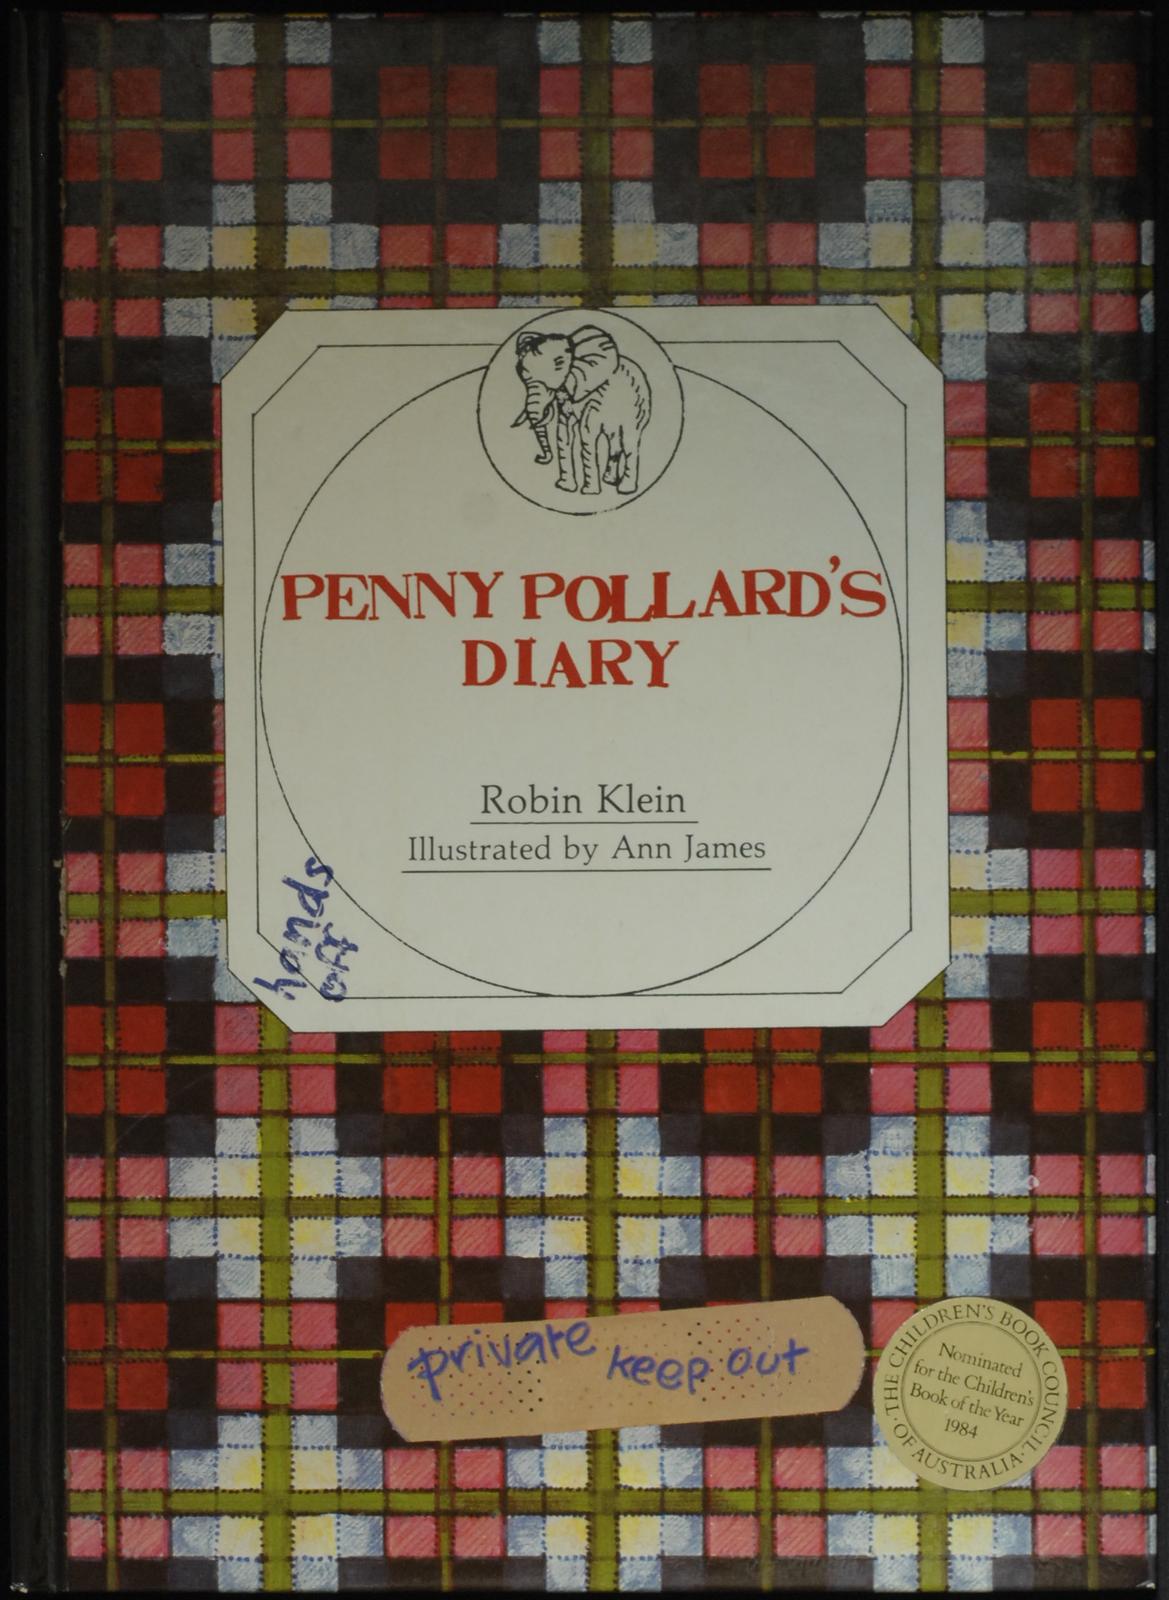 PENNY POLLARD'S
DIARY
Robin Klein
Illustrated by Ann James
hands
off
private keep out
THE CHILDREN'S BOOK COUNCIL
· OF AUSTRALIA ·
Nominated
for the Children's
Book of the Year
1984